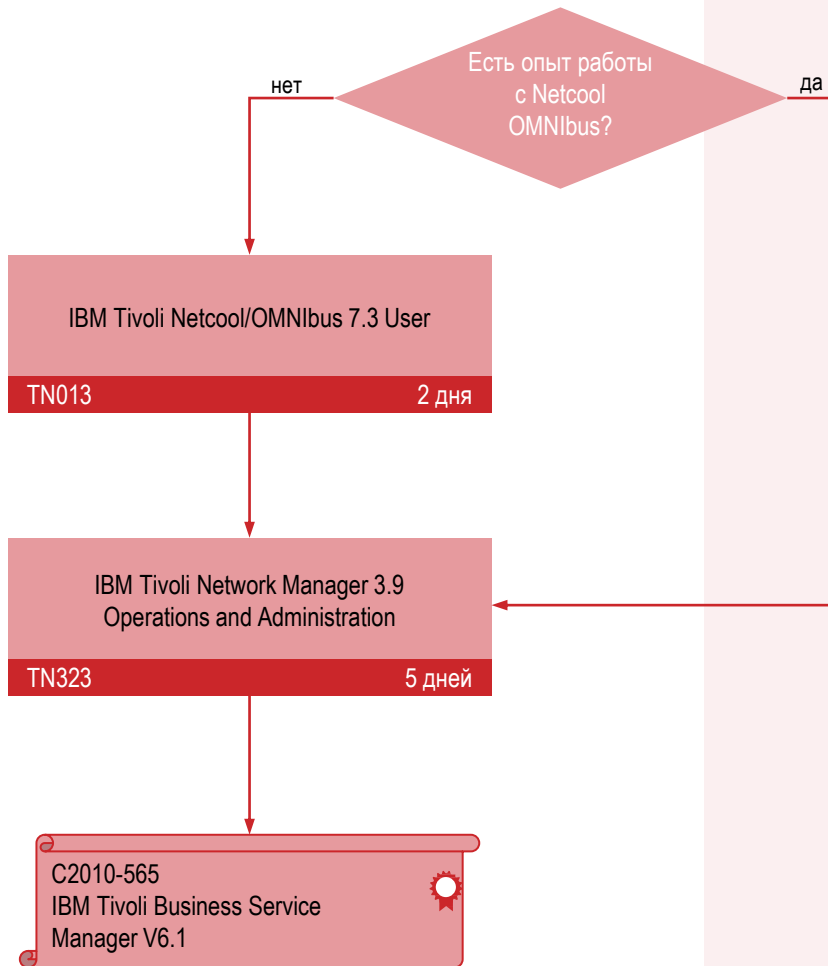 Есть опыт работы
с Netcool
OMNIbus?
нет
да
IBM Tivoli Netcool/OMNIbus 7.3 User
TN013
2 дня
IBM Tivoli Network Manager 3.9
Operations and Administration
TN323
5 дней
C2010-565
IBM Tivoli Business Service
Manager V6.1